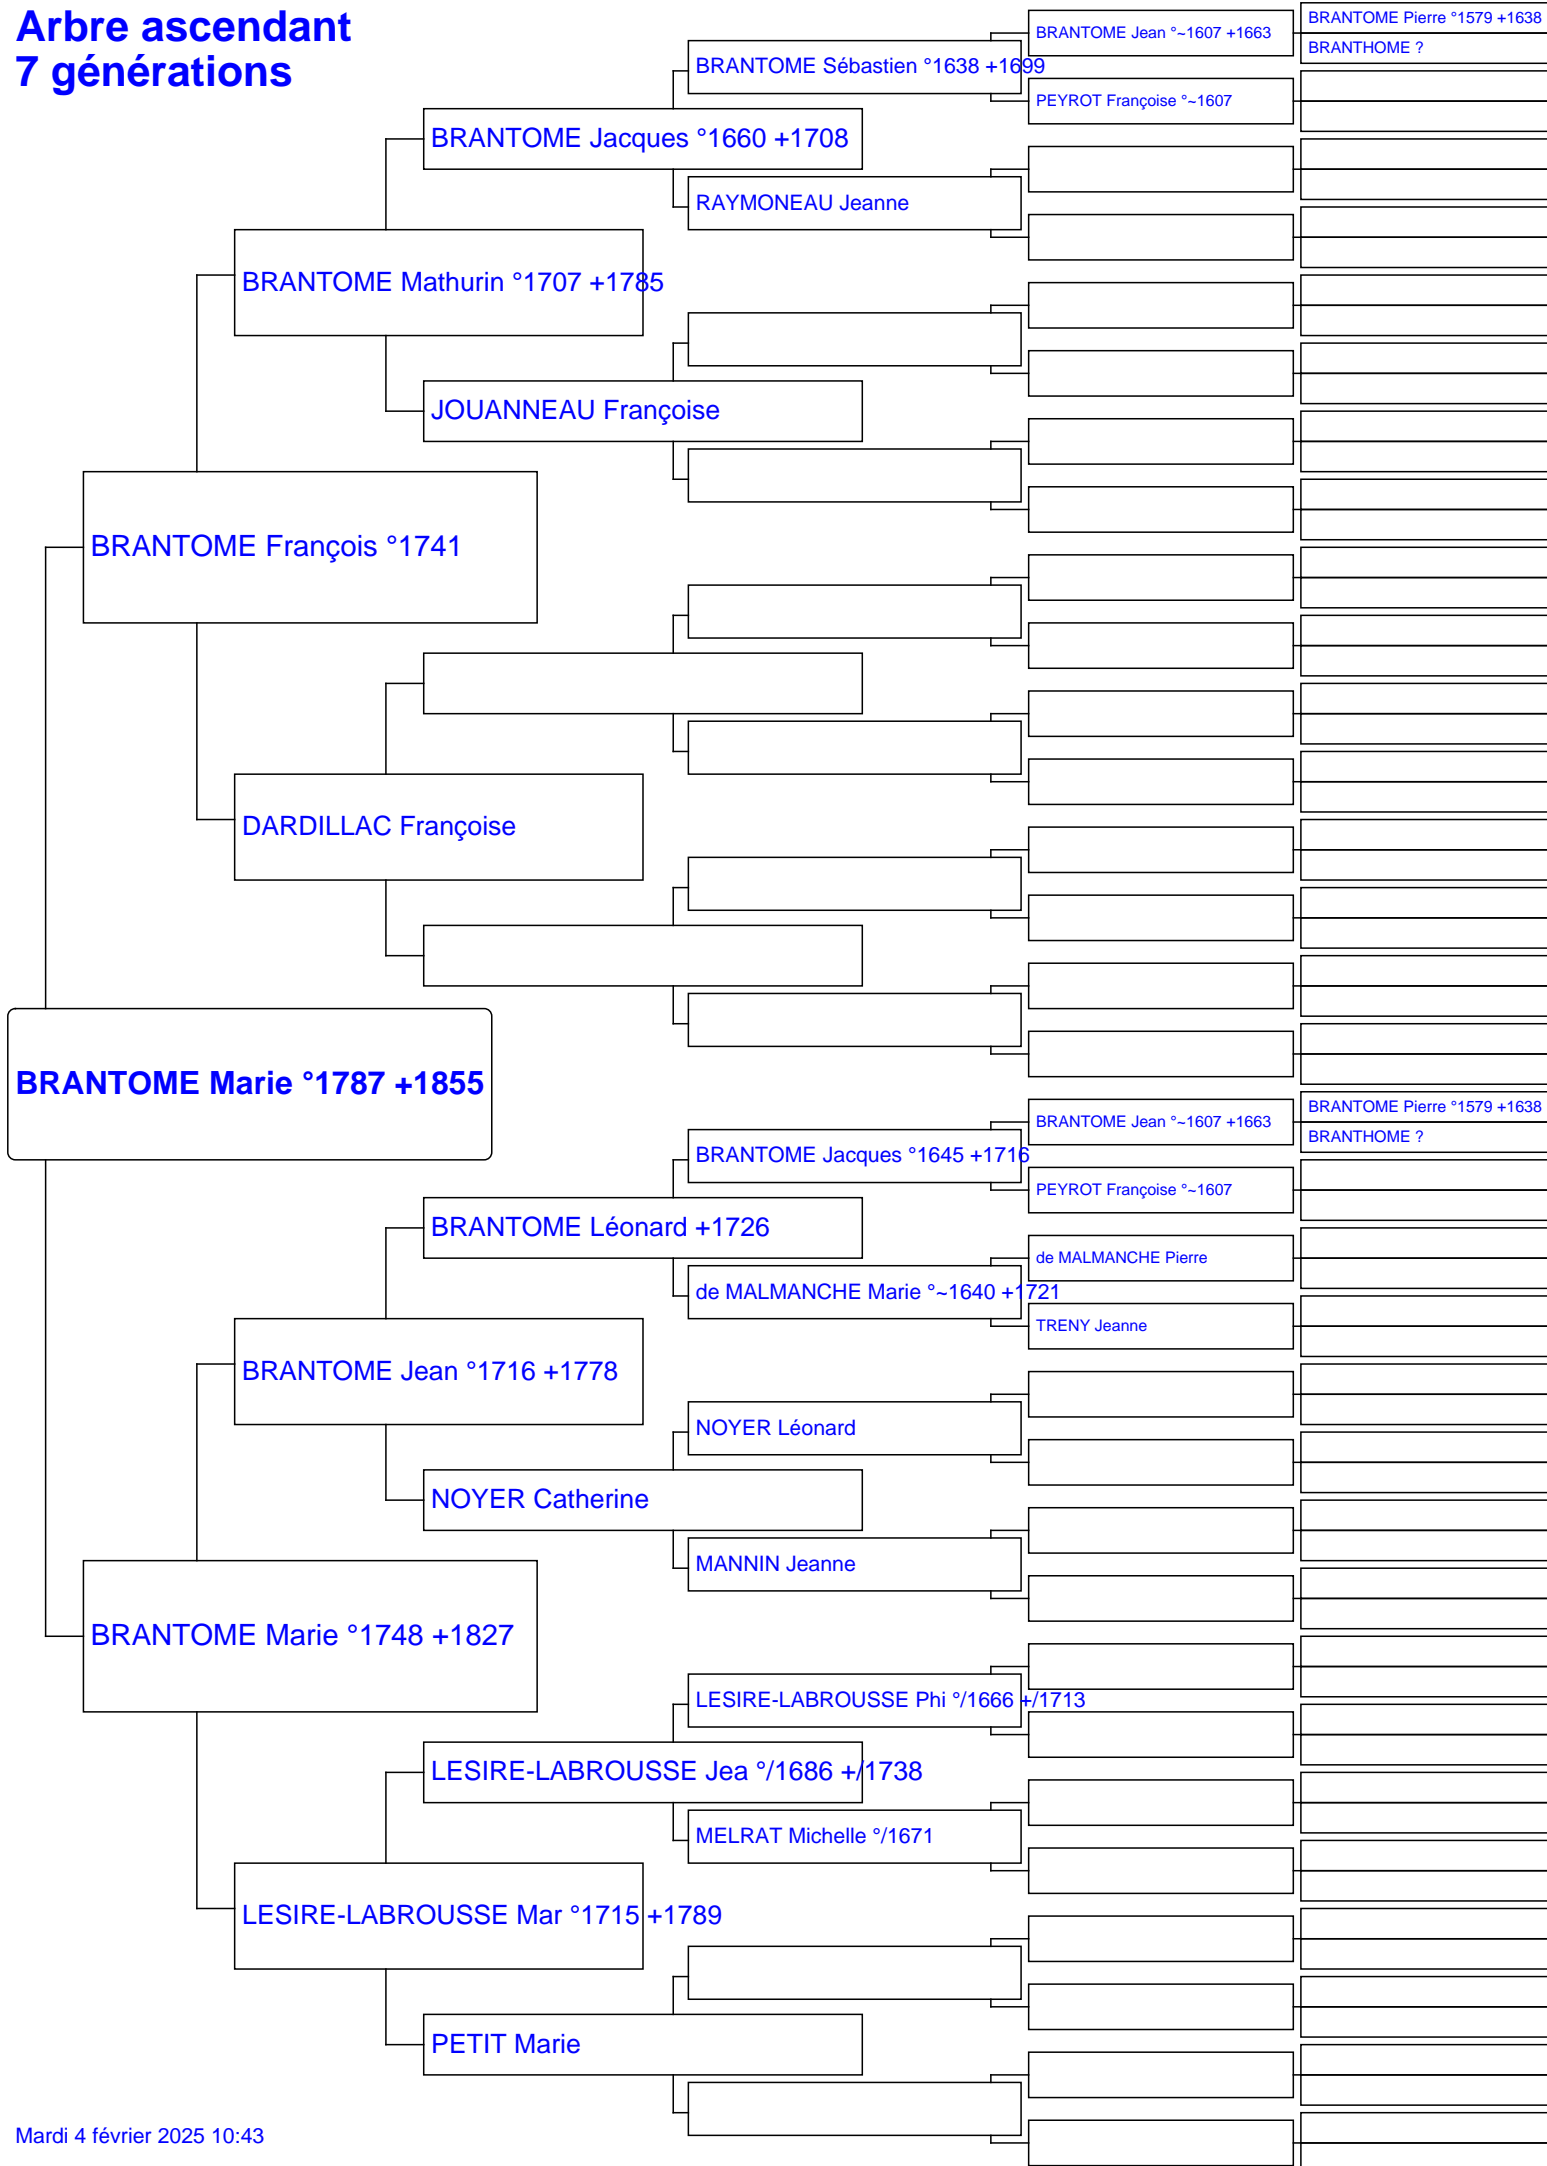 Arbre ascendant
7 générations
BRANTOME Pierre °1579 +1638
BRANTOME Jean °~1607 +1663
BRANTHOME ?
BRANTOME Sébastien °1638 +1699
PEYROT Françoise °~1607
BRANTOME Jacques °1660 +1708
RAYMONEAU Jeanne
BRANTOME Mathurin °1707 +1785
JOUANNEAU Françoise
BRANTOME François °1741
DARDILLAC Françoise
BRANTOME Marie °1787 +1855
BRANTOME Pierre °1579 +1638
BRANTOME Jean °~1607 +1663
BRANTHOME ?
BRANTOME Jacques °1645 +1716
PEYROT Françoise °~1607
BRANTOME Léonard +1726
de MALMANCHE Pierre
de MALMANCHE Marie °~1640 +1721
TRENY Jeanne
BRANTOME Jean °1716 +1778
NOYER Léonard
NOYER Catherine
MANNIN Jeanne
BRANTOME Marie °1748 +1827
LESIRE-LABROUSSE Phi °/1666 +/1713
LESIRE-LABROUSSE Jea °/1686 +/1738
MELRAT Michelle °/1671
LESIRE-LABROUSSE Mar °1715 +1789
PETIT Marie
Mardi 4 février 2025 10:43